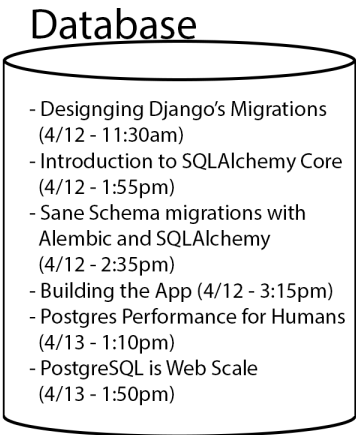 Database
- Designging Django’s Migrations
(4/12 - 11:30am)
- Introduction to SQLAlchemy Core
(4/12 - 1:55pm)
- Sane Schema migrations with
Alembic and SQLAlchemy
(4/12 - 2:35pm)
- Building the App (4/12 - 3:15pm)
- Postgres Performance for Humans
(4/13 - 1:10pm)
- PostgreSQL is Web Scale
(4/13 - 1:50pm)